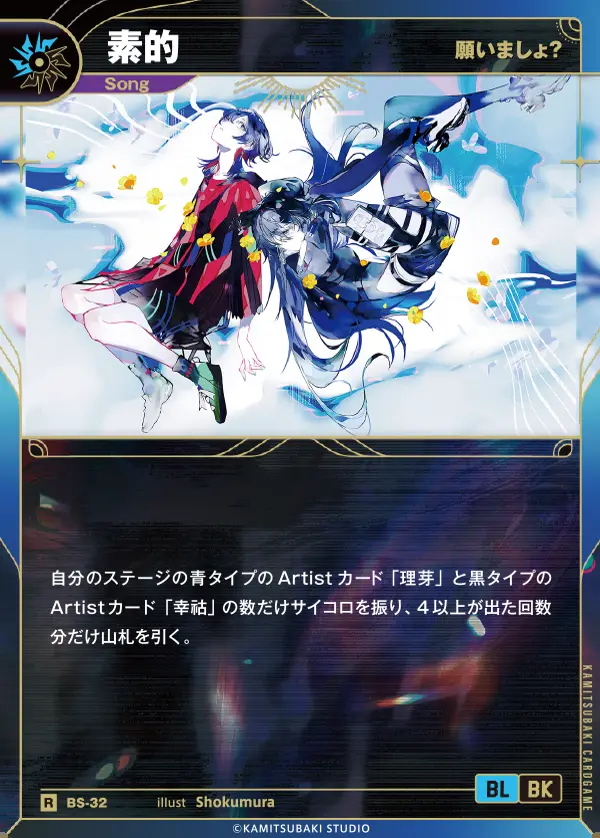 素的
願いましょ?
Song
自分のステージの青タイプのArtistカード「理芽」と黒タイプの
Artistカード「幸祜」の数だけサイコロを振り、4以上が出た回数
分だけ山札を引く。
KAMITSUBAKI CARDGAME
BL BK
R BS-32 illust Shokumura
©KAMITSUBAKI STUDIO